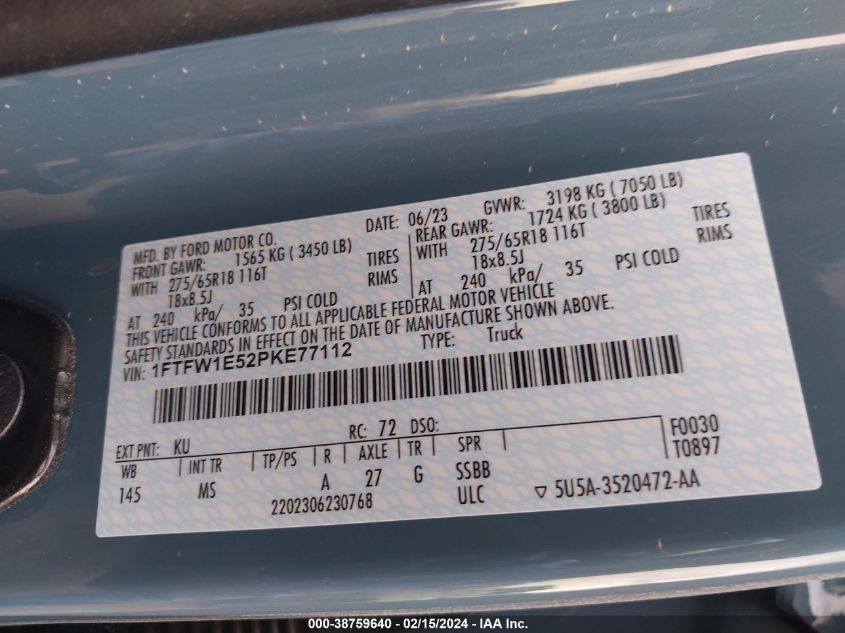 MFD. BY FORD MOTOR CO. DATE: 06/23 GVWR: 3198 KG ( 7050 LB)
FRONT GAWR: 1565 KG ( 3450 LB) REAR GAWR: 1724 KG ( 3800 LB)
WITH 275/65R18 116T TIRES WITH 275/65R18 116T TIRES
18x8.5J RIMS 18x8.5J RIMS
AT 240 kPa/ 35 PSI COLD AT 240 kPa/ 35 PSI COLD
THIS VEHICLE CONFORMS TO ALL APPLICABLE FEDERAL MOTOR VEHICLE
SAFETY STANDARDS IN EFFECT ON THE DATE OF MANUFACTURE SHOWN ABOVE.
VIN: 1FTFW1E52PKE77112 TYPE: Truck
EXT PNT: KU RC: 72 DSO: F0030
WB INT TR TP/PS R AXLE TR SPR T0897
145 MS A 27 G SSBB
2202306230768 ULC ▽ 5U5A-3520472-AA
000-38759640 - 02/15/2024 - IAA Inc.